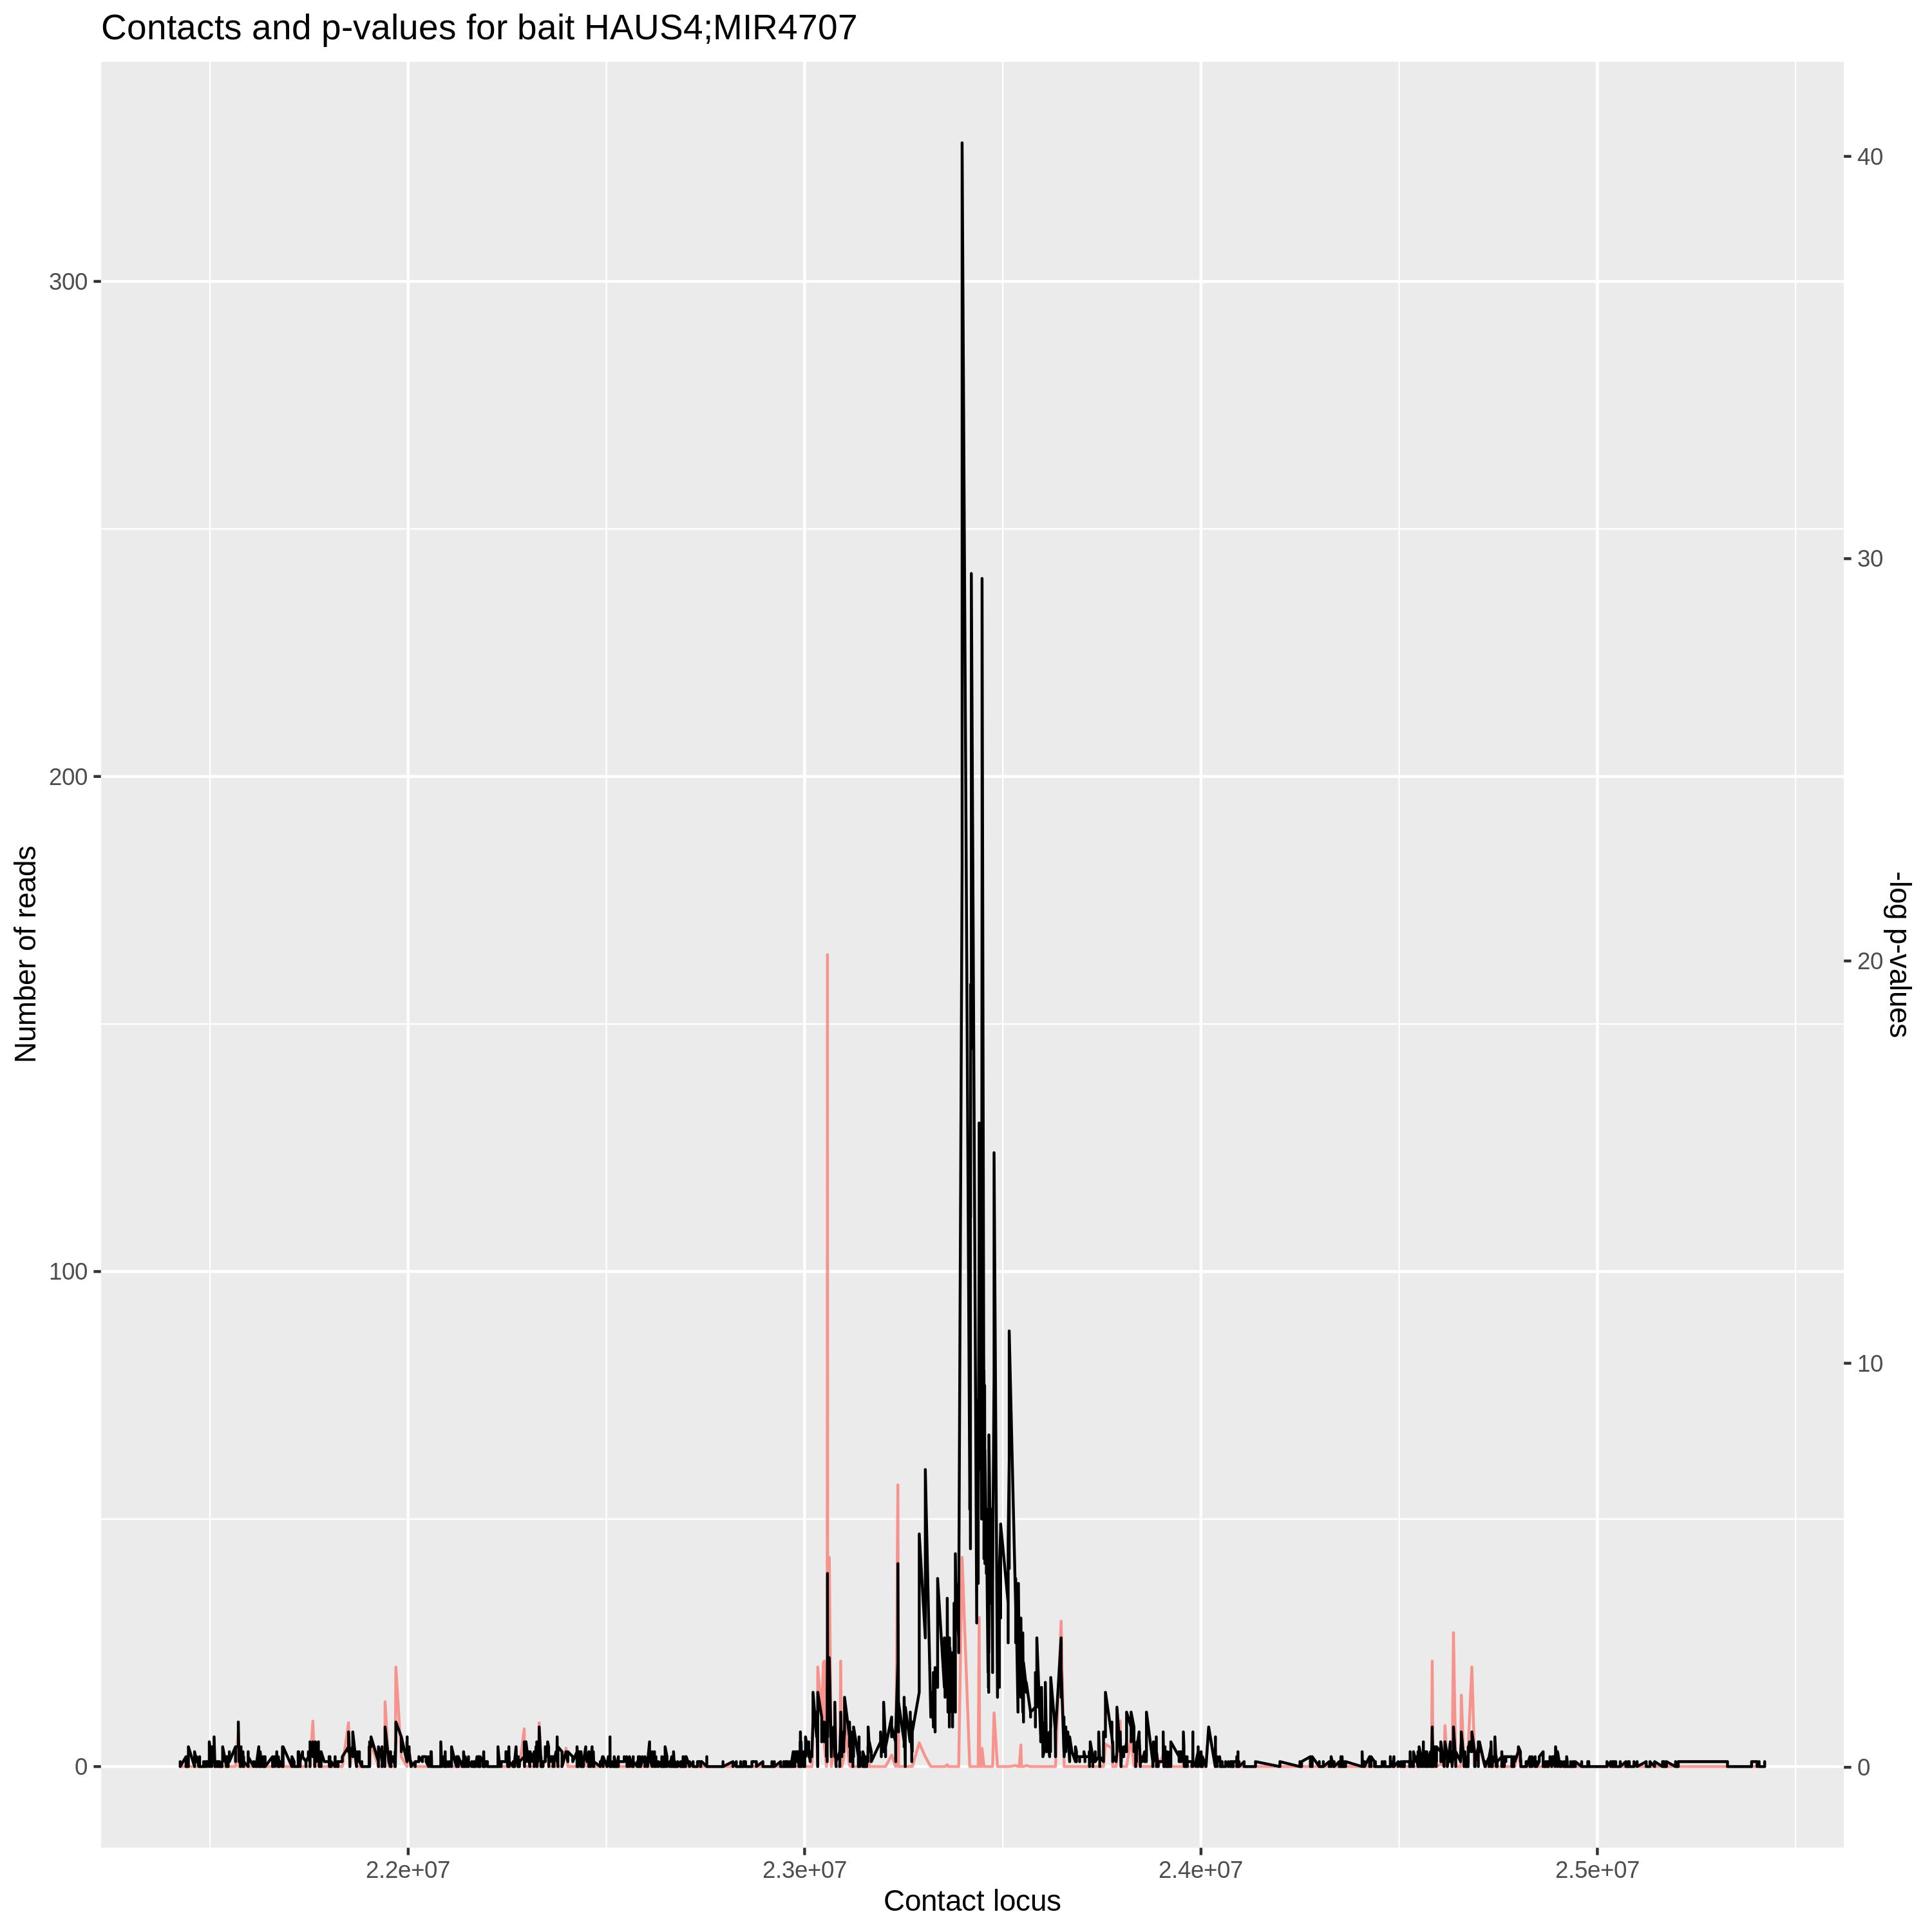 Contacts and p-values for bait HAUS4;MIR4707
300
200
100
0
Number of reads
40
30
20
10
0
-log p-values
2.2e+07
2.3e+07
2.4e+07
2.5e+07
Contact locus